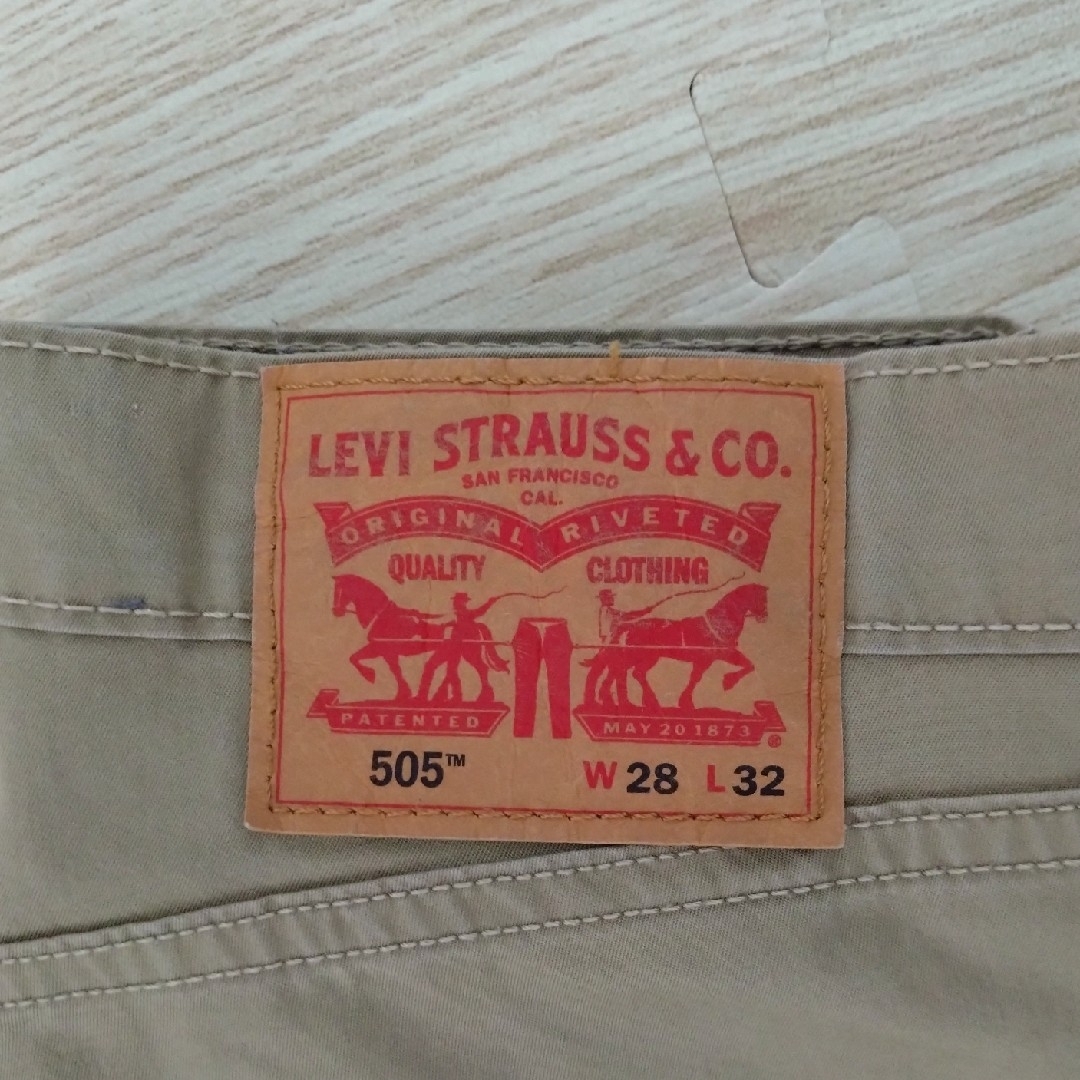 LEVI STRAUSS & CO.
SAN FRANCISCO
CAL.
ORIGINAL RIVETED
QUALITY CLOTHING
PATENTED MAY 20 1873 ®
505™ W 28 L 32